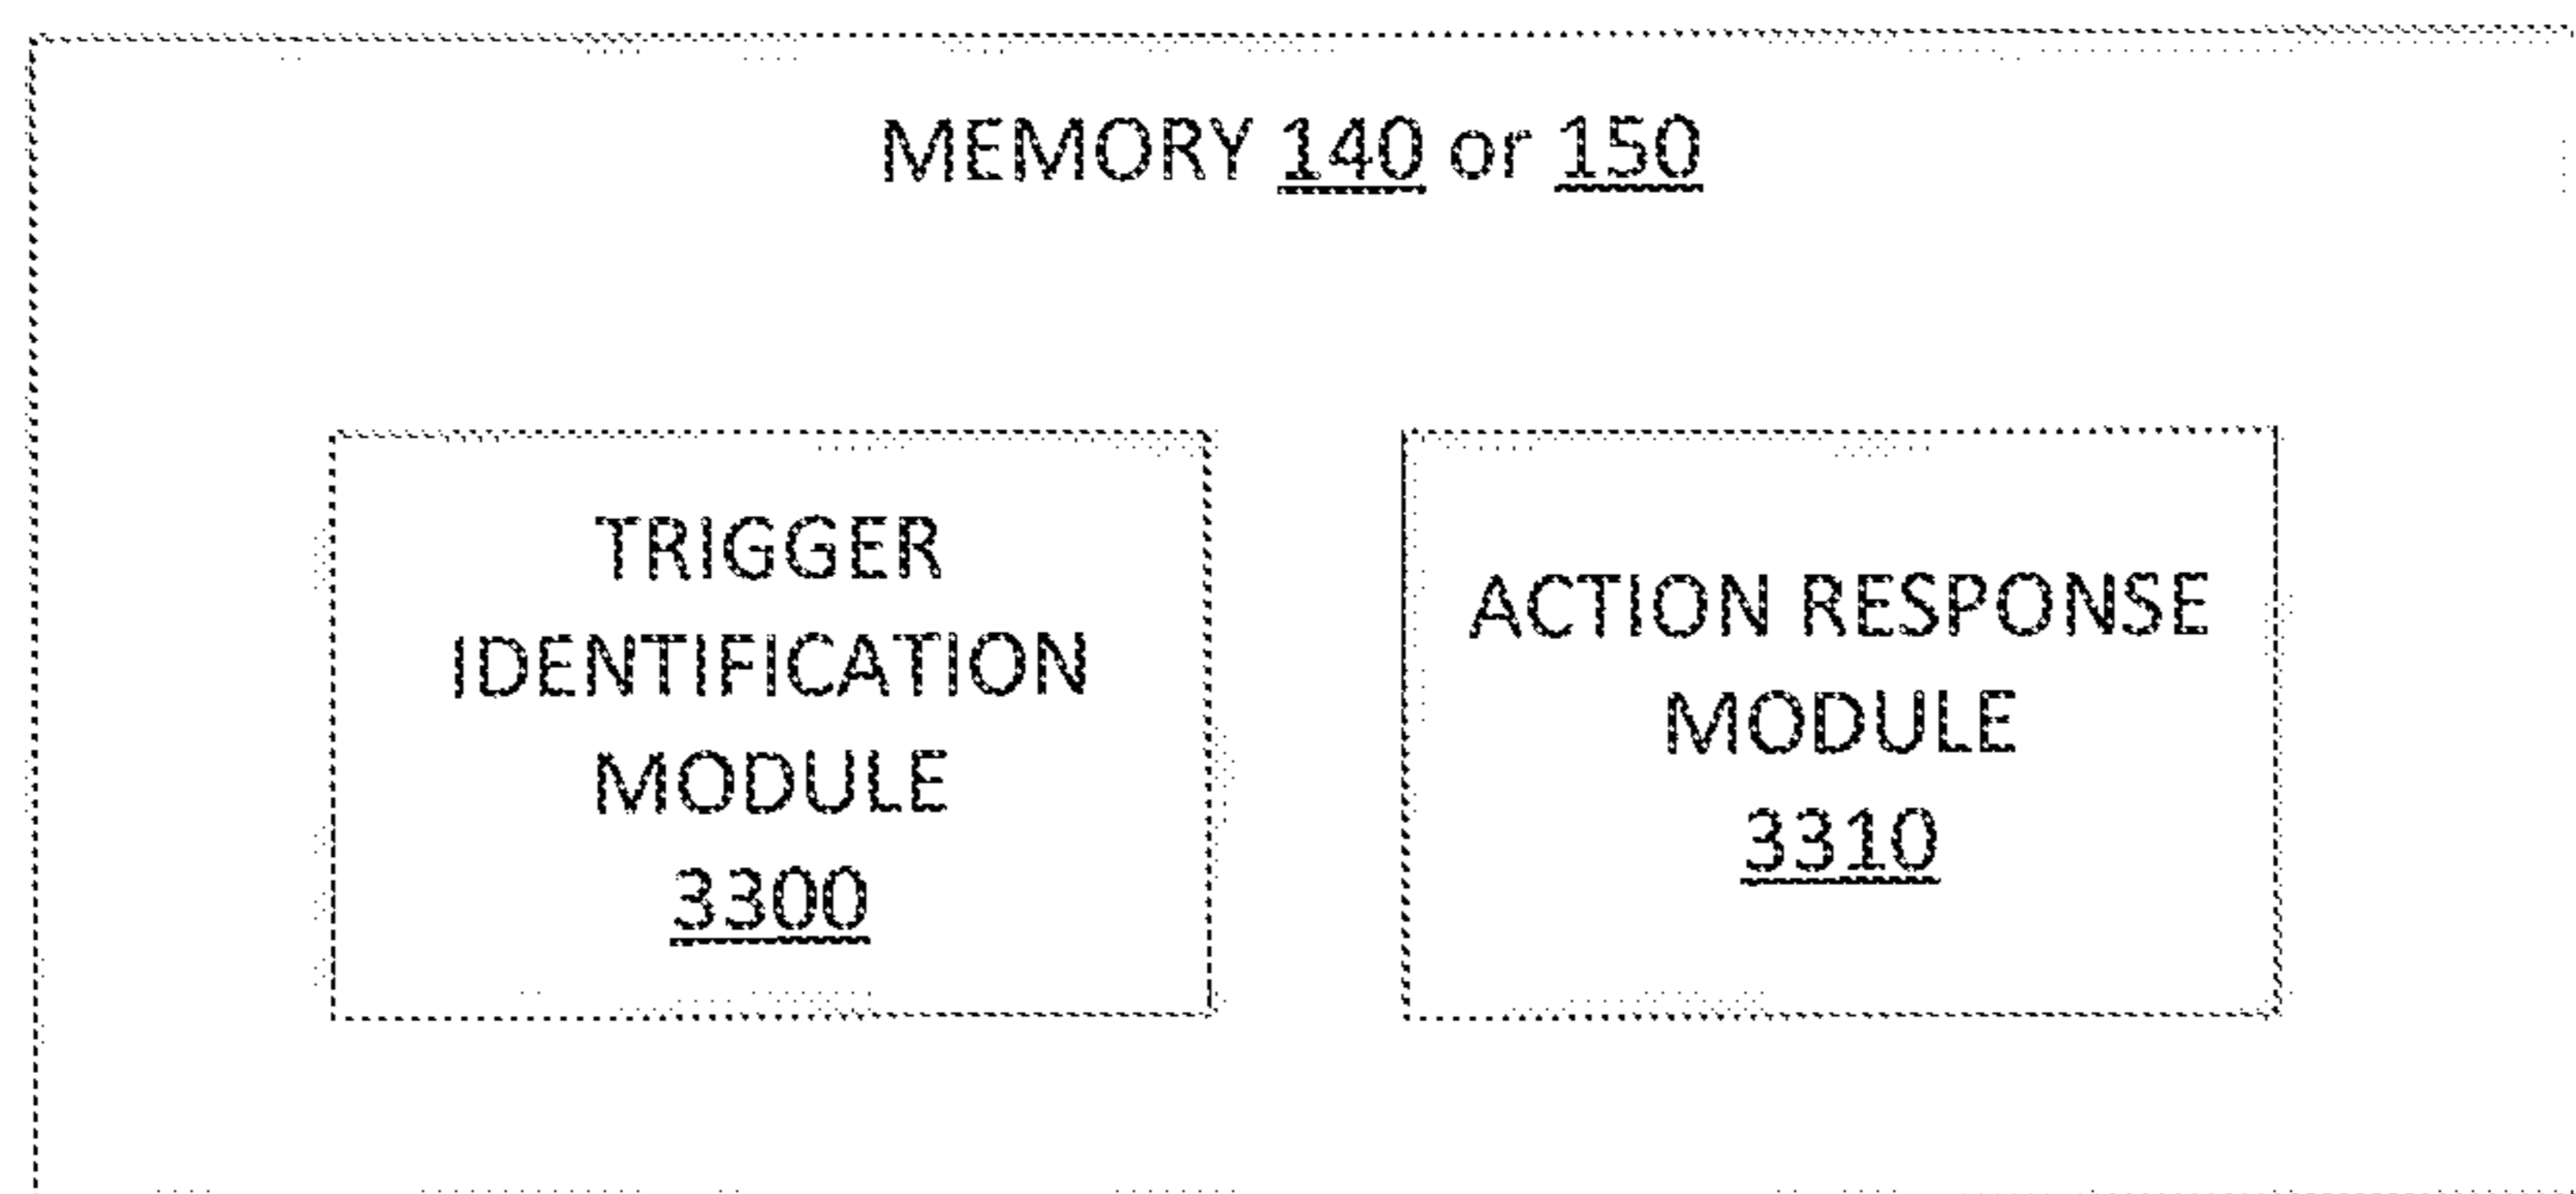 MEMORY 140 or 150
TRIGGER
IDENTIFICATION
MODULE
3300
ACTION RESPONSE
MODULE
3310